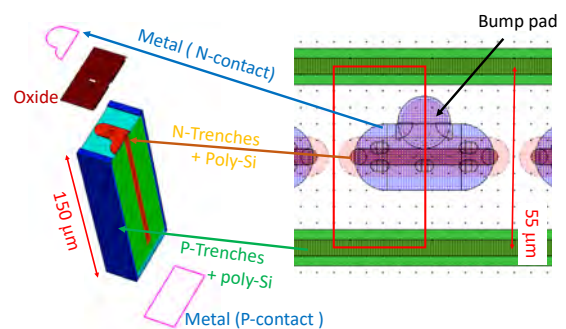 Bump pad
Metal ( N-contact)
Oxide
N-Trenches
+ Poly-Si
150 µm
55 µm
P-Trenches
+ poly-Si
Metal (P-contact )